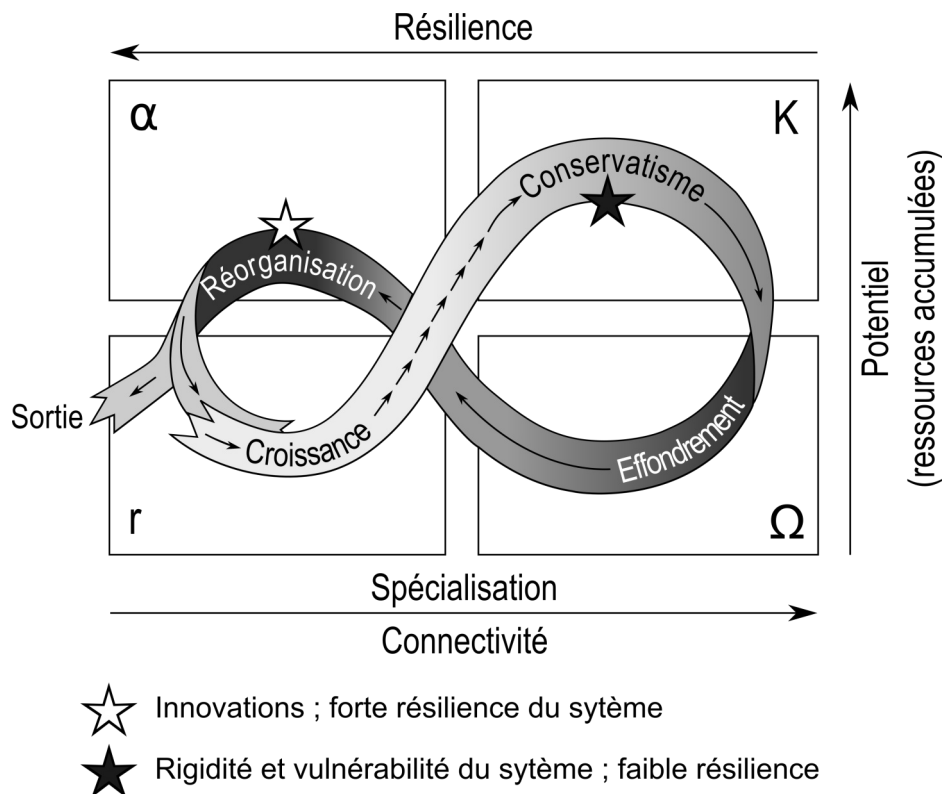 Résilience
α
K
Conservatisme
Réorganisation
Potentiel
(ressources accumulées)
Sortie
Croissance
Effondrement
r
Ω
Spécialisation
Connectivité
Innovations ; forte résilience du sytème
Rigidité et vulnérabilité du sytème ; faible résilience